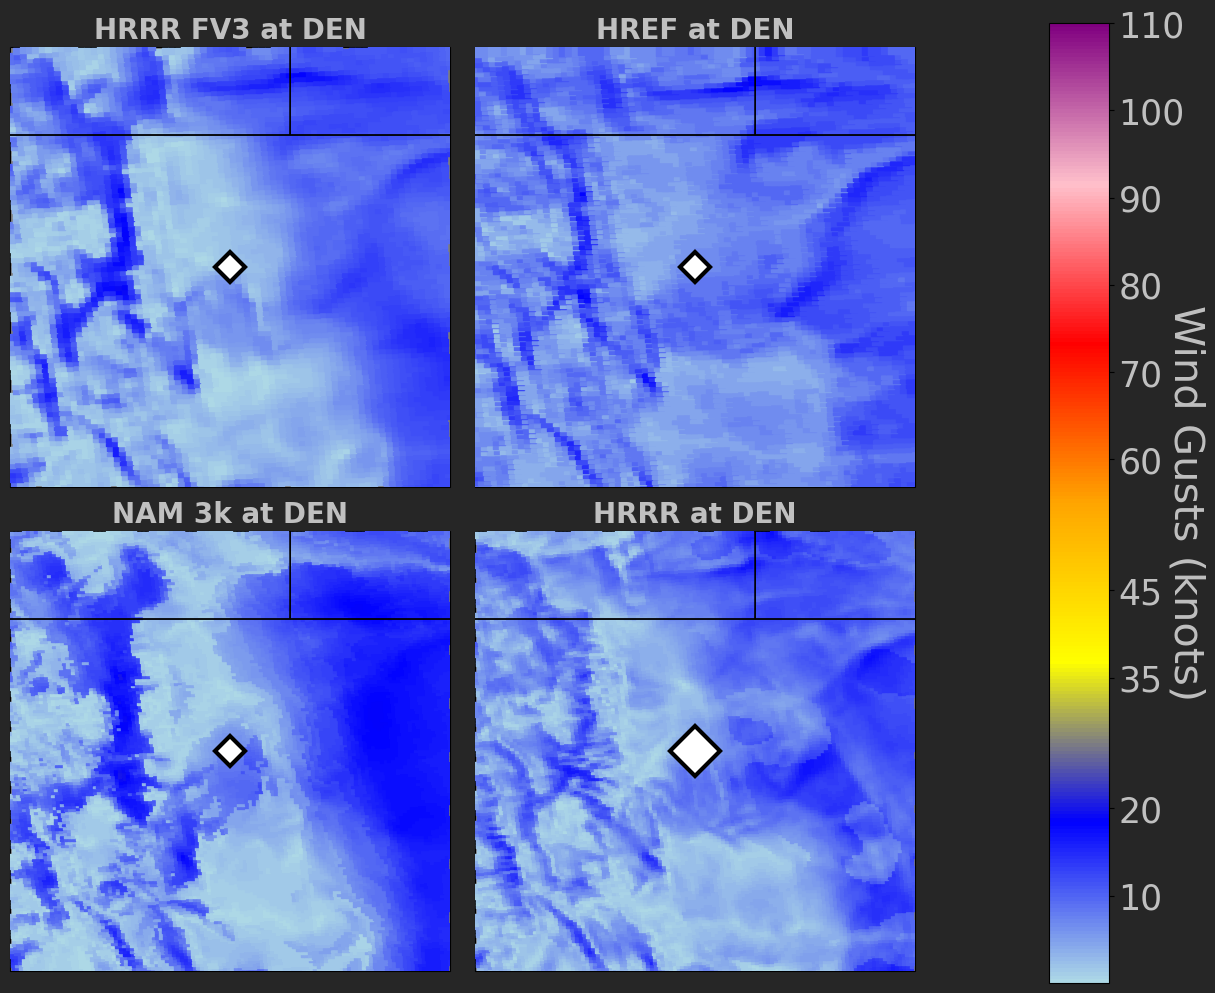 HRRR FV3 at DEN
HREF at DEN
NAM 3k at DEN
HRRR at DEN
110
100
90
80
70
60
45
35
20
10
Wind Gusts (knots)